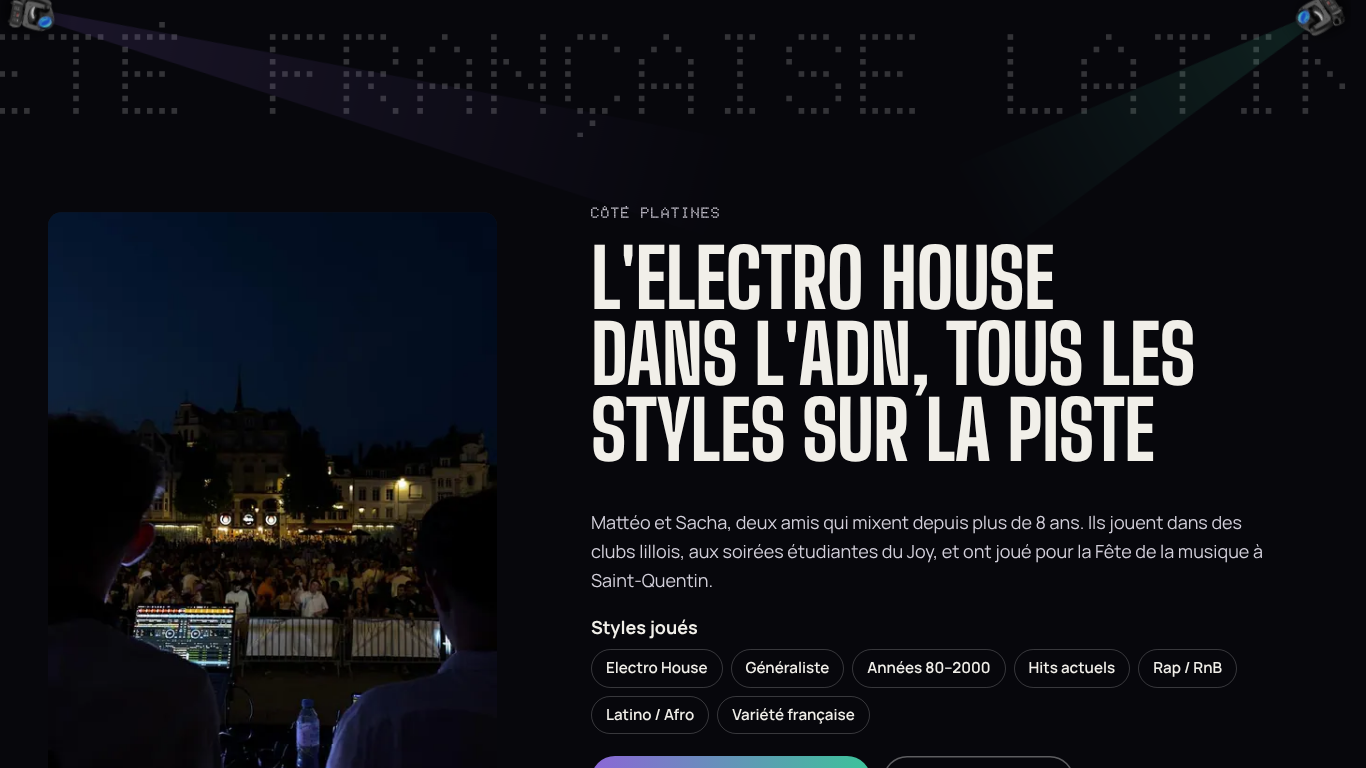 ÉTÉ FRANÇAISE LATIN
CÔTÉ PLATINES
L'ELECTRO HOUSE
DANS L'ADN, TOUS LES
STYLES SUR LA PISTE
Mattéo et Sacha, deux amis qui mixent depuis plus de 8 ans. Ils jouent dans des
clubs lillois, aux soirées étudiantes du Joy, et ont joué pour la Fête de la musique à
Saint-Quentin.
Styles joués
Electro House
Généraliste
Années 80–2000
Hits actuels
Rap / RnB
Latino / Afro
Variété française